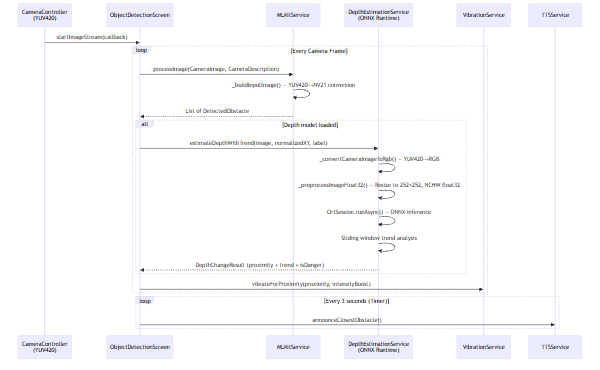 CameraController
(YUV420)
ObjectDetectionScreen
MLKitService
DepthEstimationService
(ONNX Runtime)
VibrationService
TTSService
startImageStream(callback)
loop
[Every Camera Frame]
processImage(CameraImage, CameraDescription)
_buildInputImage() — YUV420→NV21 conversion
List of DetectedObstacle
alt
[Depth model loaded]
estimateDepthWithTrend(image, normalizedXY, label)
_convertCameraImageToRgb() — YUV420→RGB
_preprocessImageFloat32() — Resize to 252×252, NCHW float32
OrtSession.runAsync() — ONNX inference
Sliding window trend analysis
DepthChangeResult (proximity + trend + isDanger)
vibrateForProximity(proximity, intensityBoost)
loop
[Every 3 seconds (Timer)]
announceClosestObstacle()
CameraController
(YUV420)
ObjectDetectionScreen
MLKitService
DepthEstimationService
(ONNX Runtime)
VibrationService
TTSService